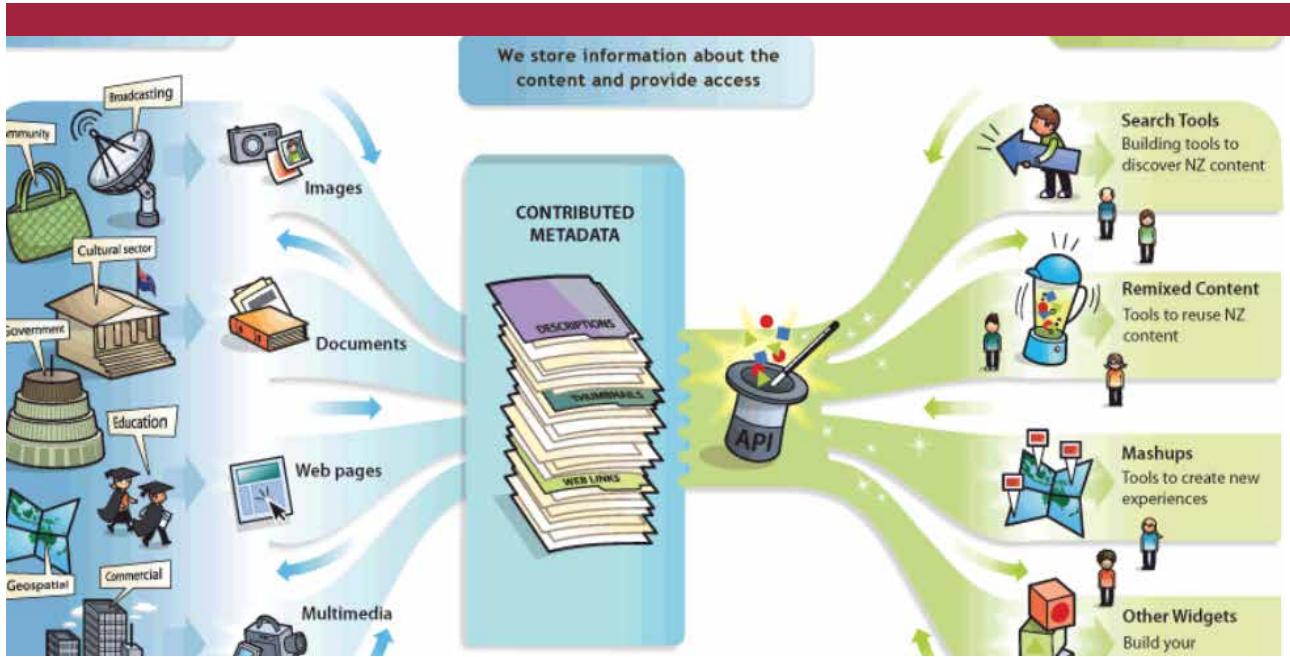 We store information about the
content and provide access
Broadcasting
ommunity
Images
Cultural sector
Government
Documents
Education
Web pages
Geospatial
Commercial
Multimedia
CONTRIBUTED
METADATA
DESCRIPTIONS
THUMBNAILS
WEB LINKS
API
Search Tools
Building tools to
discover NZ content
Remixed Content
Tools to reuse NZ
content
Mashups
Tools to create new
experiences
Other Widgets
Build your